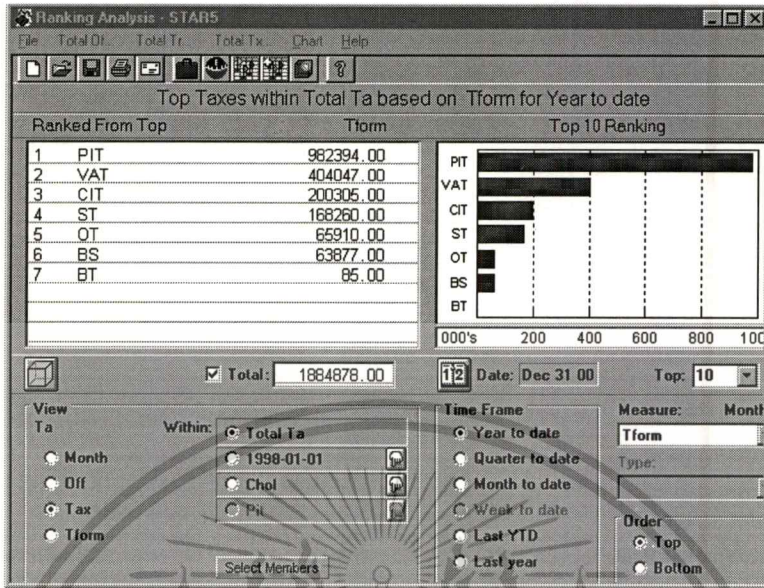 Ranking Analysis - STAR5
File Total Of... Total Tr... Total Tx... Chart Help
Top Taxes within Total Ta based on Tform for Year to date
Ranked From Top Tform Top 10 Ranking
1 PIT 982394.00
2 VAT 404047.00
3 CIT 200305.00
4 ST 168260.00
5 OT 65910.00
6 BS 63877.00
7 BT 85.00
PIT
VAT
CIT
ST
OT
BS
BT
000's 200 400 600 800 100
Total: 1884878.00 12 Date: Dec 31 00 Top: 10
View
Ta Within: Total Ta
Month 1998-01-01
Off Chol
Tax Pit
Tform
Select Members
Time Frame
Year to date
Quarter to date
Month to date
Week to date
Last YTD
Last year
Measure: Month
Tform
Type:
Order
Top
Bottom